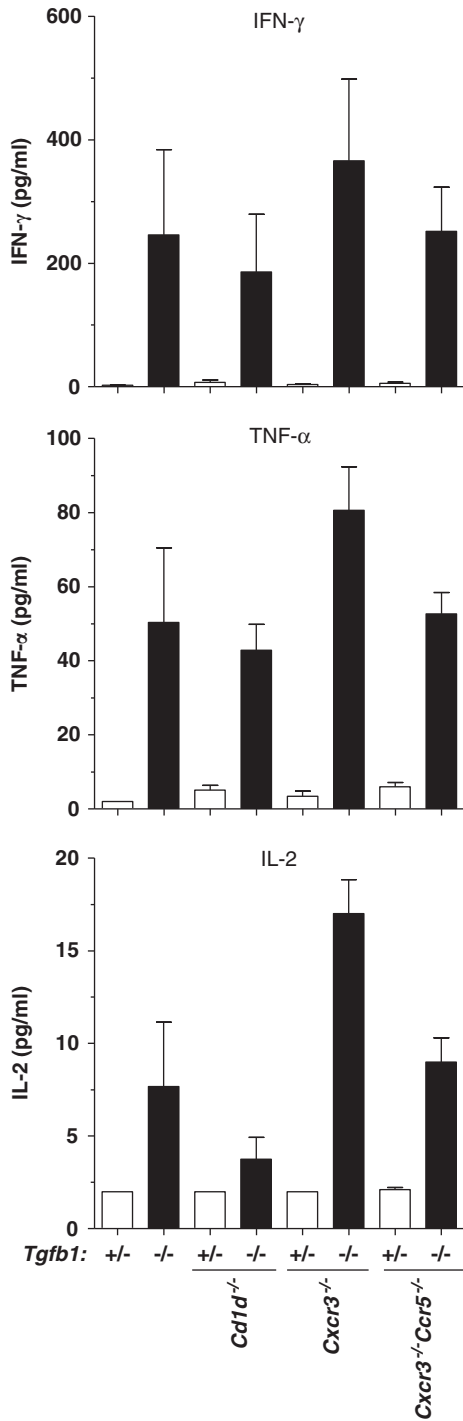 IFN-γ
600
400
200
0
IFN-γ (pg/ml)
TNF-α
100
80
60
40
20
0
TNF-α (pg/ml)
IL-2
20
15
10
5
0
IL-2 (pg/ml)
Tgfb1: +/- -/- +/- -/- +/- -/- +/- -/-
Cd1d-/-
Cxcr3-/-
Cxcr3-/-Ccr5-/-